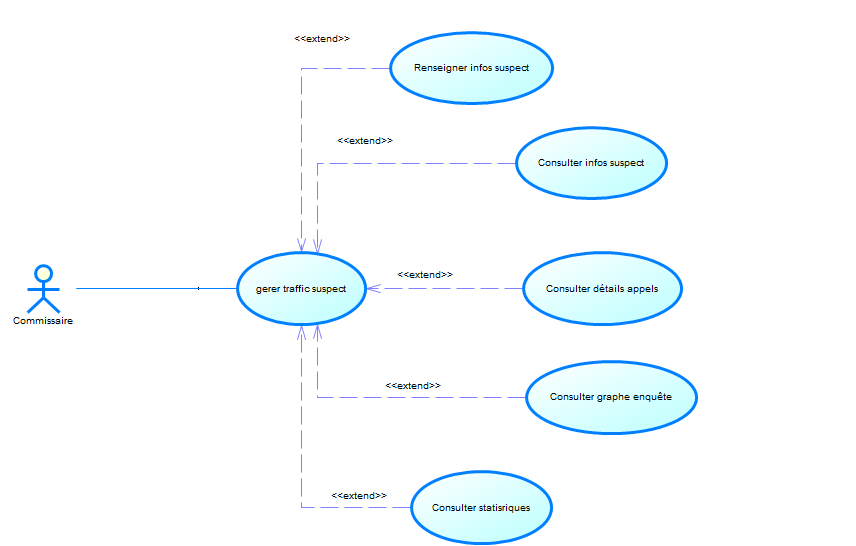 <<extend>>
Renseigner infos suspect
<<extend>>
Consulter infos suspect
<<extend>>
gerer traffic suspect
Consulter détails appels
Commissaire
<<extend>>
Consulter graphe enquête
<<extend>>
Consulter statisriques